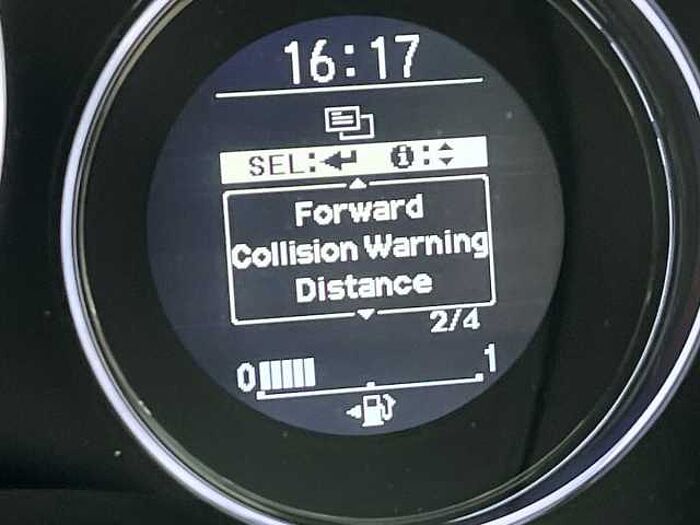 16:17
SEL:↵ i:
Forward
Collision Warning
Distance
2/4
0 1